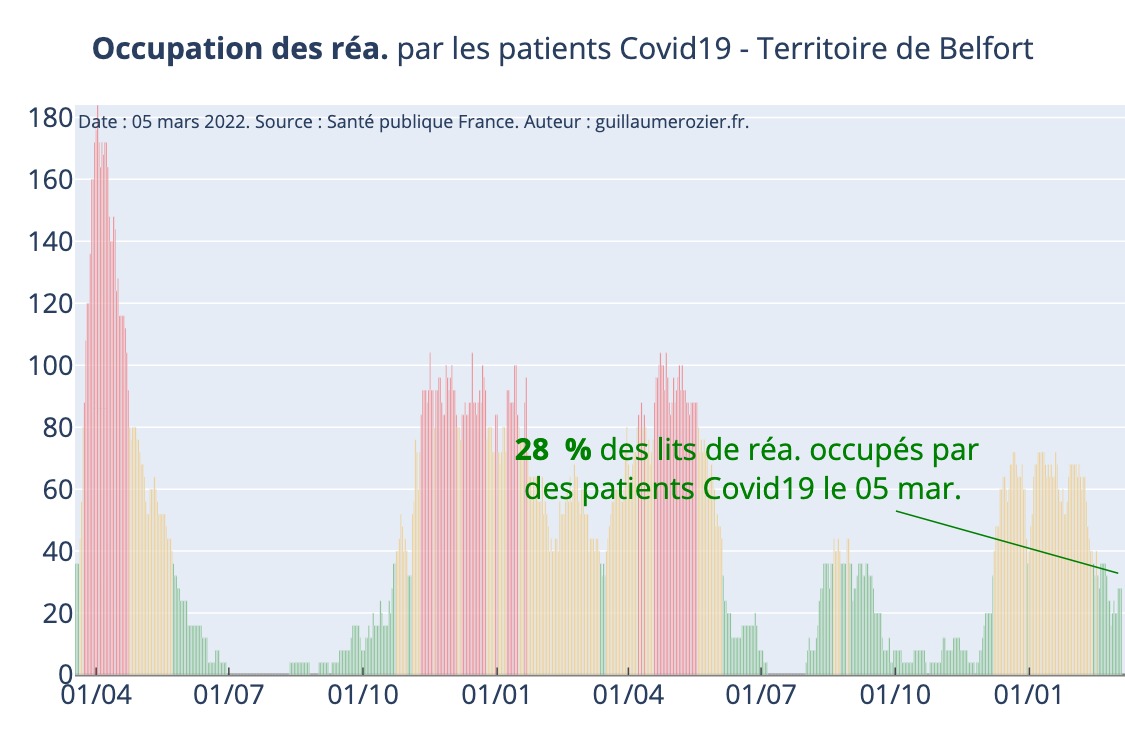 Occupation des réa. par les patients Covid19 - Territoire de Belfort
180
Date : 05 mars 2022. Source : Santé publique France. Auteur : guillaumerozier.fr.
160
140
120
100
80
28 % des lits de réa. occupés par
des patients Covid19 le 05 mar.
60
40
20
0
01/04 01/07 01/10 01/01 01/04 01/07 01/10 01/01